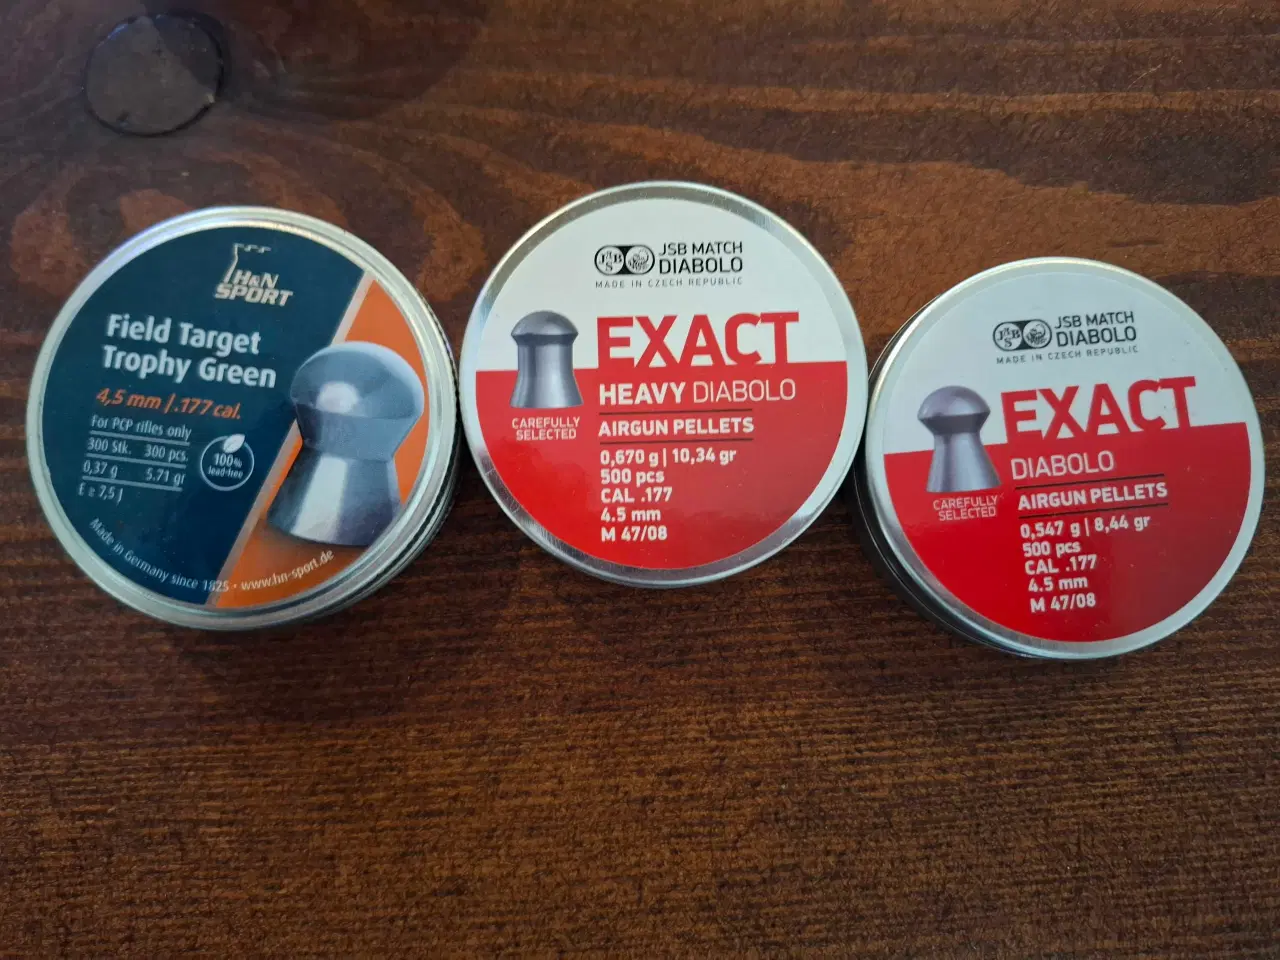 H&N
SPORT
Field Target
Trophy Green
4,5 mm | .177 cal.
For PCP rifles only
300 Stk. 300 pcs.
0,37 g 5.71 gr
E ≥ 7,5 J
100%
lead-free
Made in Germany since 1825 • www.hn-sport.de
JSB
JSB MATCH
DIABOLO
MADE IN CZECH REPUBLIC
EXACT
HEAVY DIABOLO
CAREFULLY
SELECTED
AIRGUN PELLETS
0,670 g | 10,34 gr
500 pcs
CAL .177
4.5 mm
M 47/08
JSB
JSB MATCH
DIABOLO
MADE IN CZECH REPUBLIC
EXACT
DIABOLO
CAREFULLY
SELECTED
AIRGUN PELLETS
0,547 g | 8,44 gr
500 pcs
CAL .177
4.5 mm
M 47/08